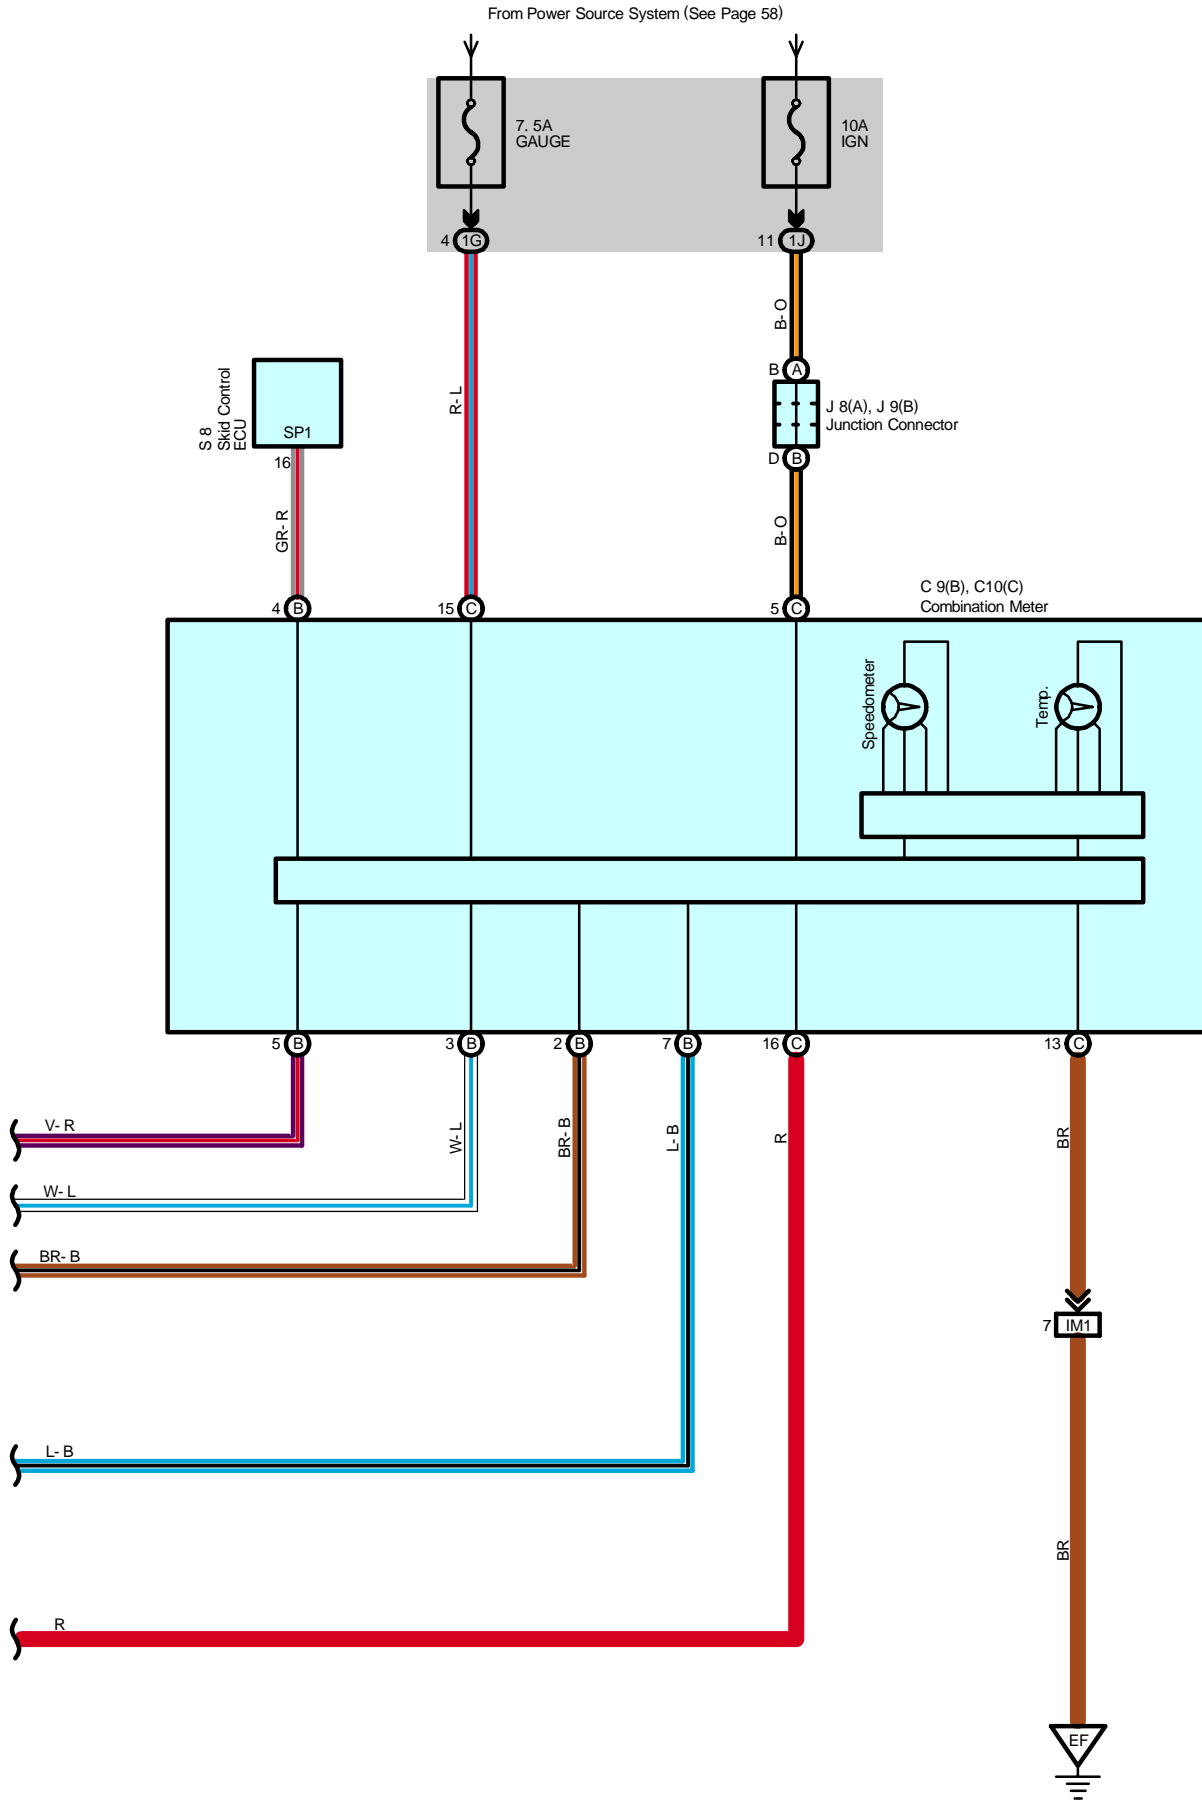 From Power Source System (See Page 58)
7. 5A
GAUGE
10A
IGN
4 1G
11 1J
B- O
R- L
B A
J 8(A), J 9(B)
Junction Connector
D B
S 8
Skid Control
ECU
SP1
16
GR- R
B- O
C 9(B), C10(C)
Combination Meter
4 B
15 C
5 C
Speedometer
Temp.
5 B
3 B
2 B
7 B
16 C
13 C
V- R
W- L
BR- B
L- B
R
BR
W- L
BR- B
7 IM1
L- B
BR
R
EF